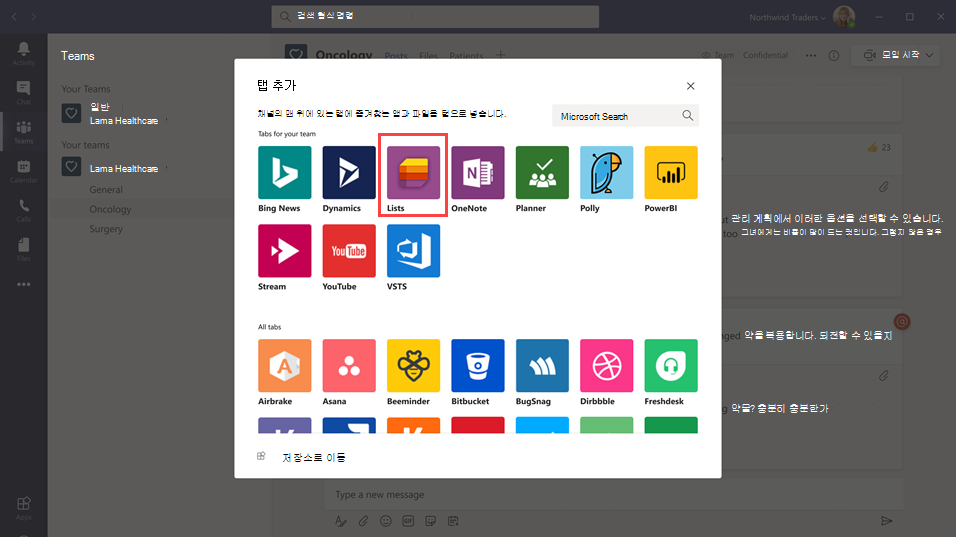 검색 형식 명령
Northwind Traders
Activity
Chat
Teams
Calendar
Calls
Files
Apps
Teams
Your Teams
일반
Lama Healthcare
Your teams
Lama Healthcare
General
Oncology
Surgery
Oncology
Posts
Files
Patients
Team
Confidential
모임 시작
탭 추가
채널의 맨 위에 있는 탭에 즐겨찾는 앱과 파일을 탭으로 넣습니다.
Microsoft Search
Tabs for your team
Bing News
Dynamics
Lists
OneNote
Planner
Polly
PowerBI
Stream
YouTube
VSTS
All tabs
Airbrake
Asana
Beeminder
Bitbucket
BugSnag
Dirbbble
Freshdesk
저장소로 이동
23
관리 계획에서 이러한 옵션을 선택할 수 있습니다.
too 그녀에게는 비용이 많이 드는 것입니다. 그렇지 않은 경우
nged 약을 복용합니다. 되전할 수 있을지
약물? 충분히 충분한가
Type a new message